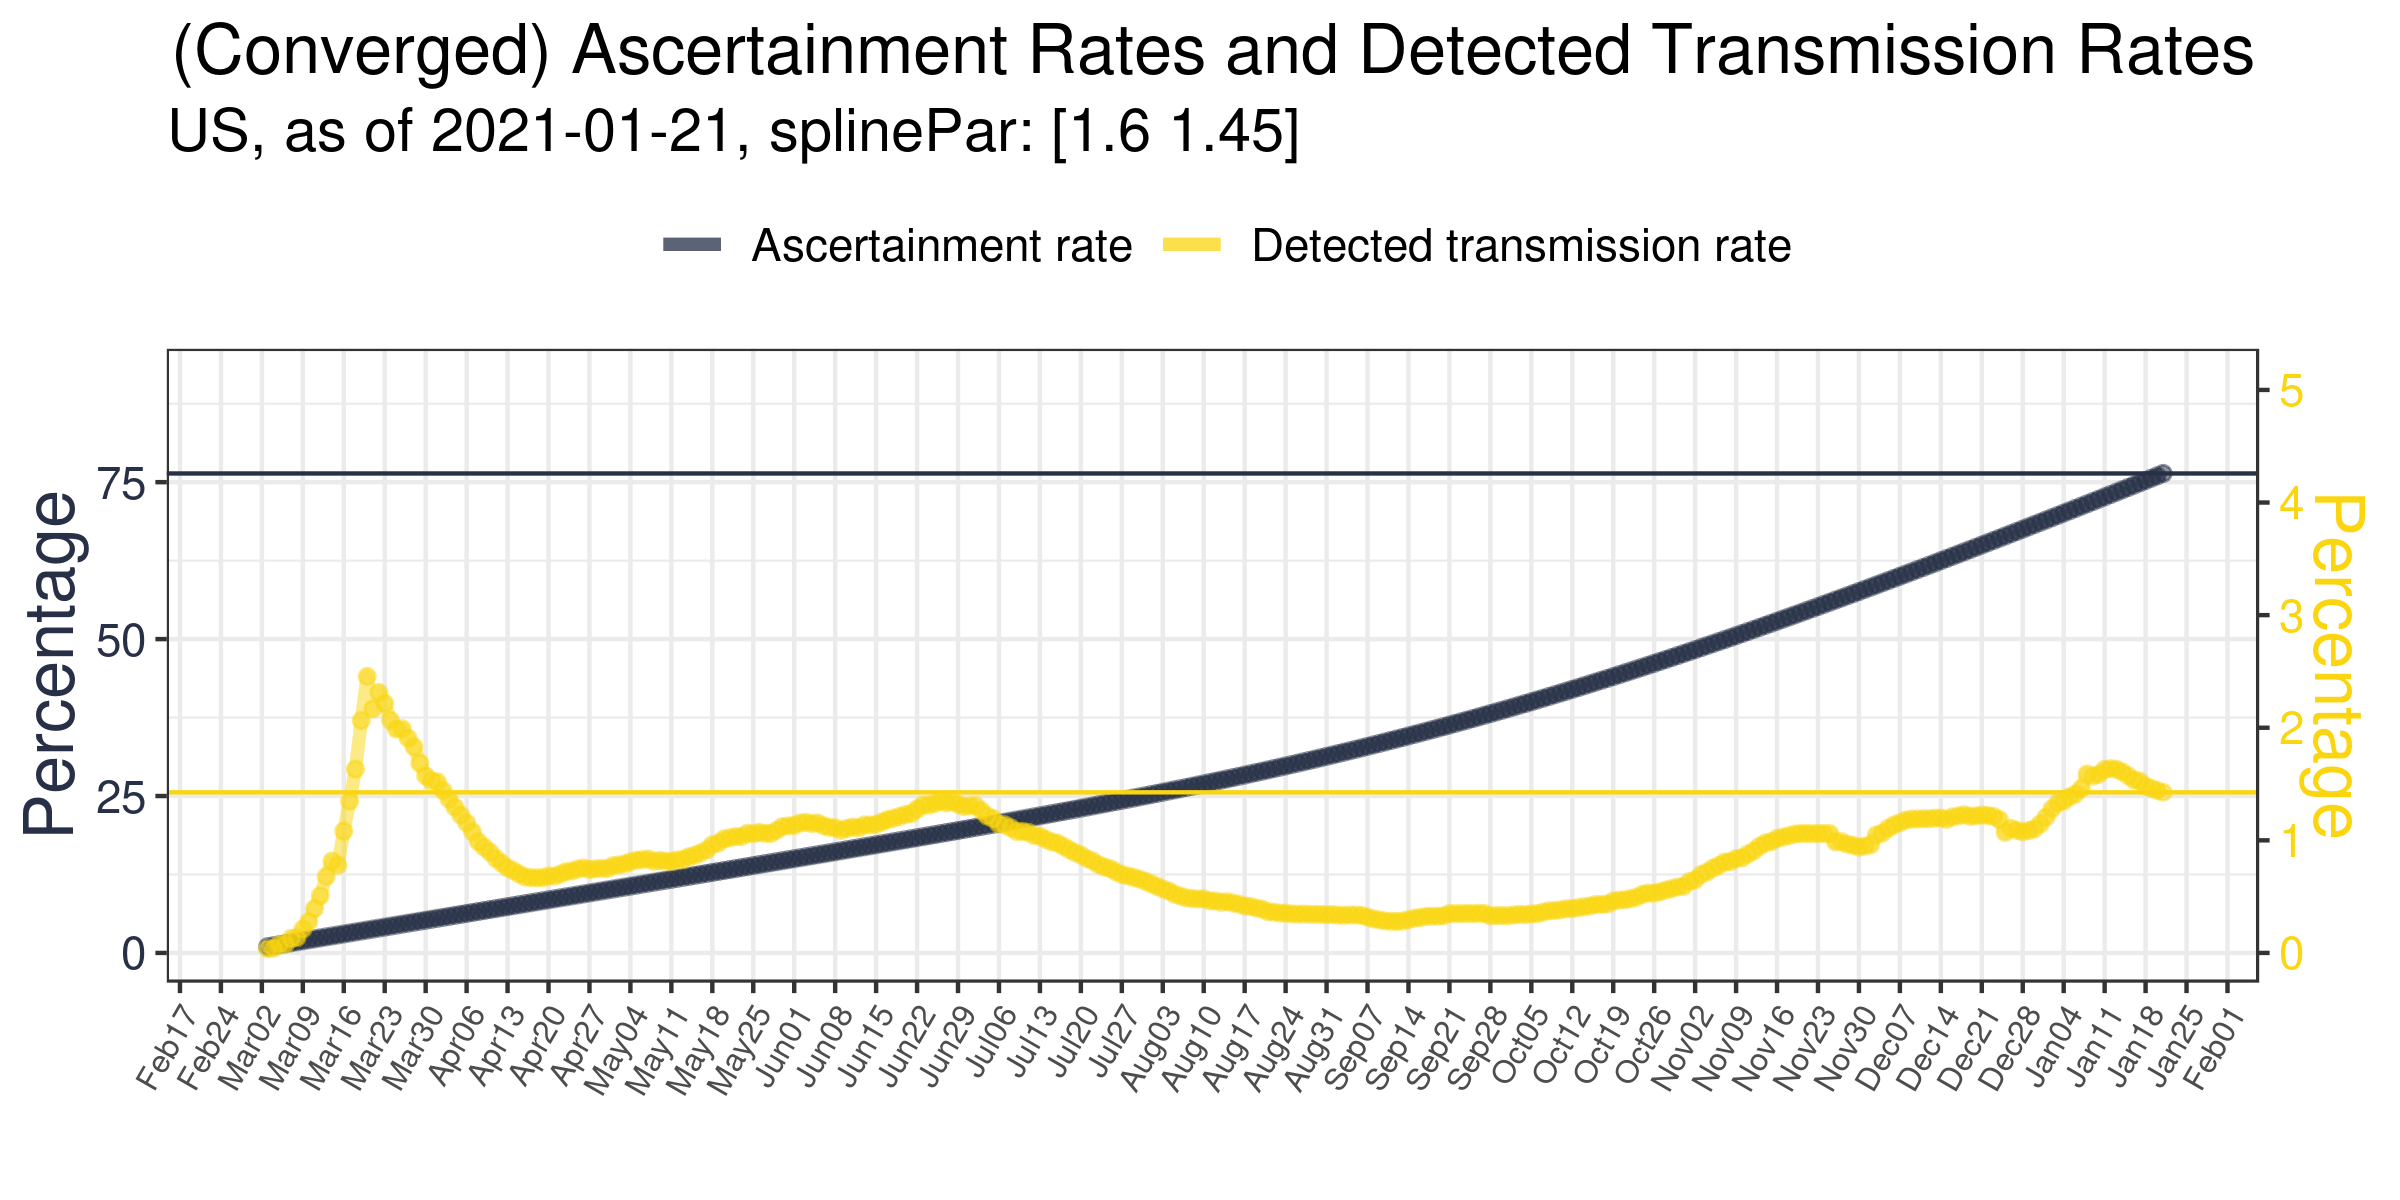 (Converged) Ascertainment Rates and Detected Transmission Rates
US, as of 2021-01-21, splinePar: [1.6 1.45]
Ascertainment rate
Detected transmission rate
Percentage
75
50
25
0
5
4
3
2
1
0
Percentage
Feb17
Feb24
Mar02
Mar09
Mar16
Mar23
Mar30
Apr06
Apr13
Apr20
Apr27
May04
May11
May18
May25
Jun01
Jun08
Jun15
Jun22
Jun29
Jul06
Jul13
Jul20
Jul27
Aug03
Aug10
Aug17
Aug24
Aug31
Sep07
Sep14
Sep21
Sep28
Oct05
Oct12
Oct19
Oct26
Nov02
Nov09
Nov16
Nov23
Nov30
Dec07
Dec14
Dec21
Dec28
Jan04
Jan11
Jan18
Jan25
Feb01